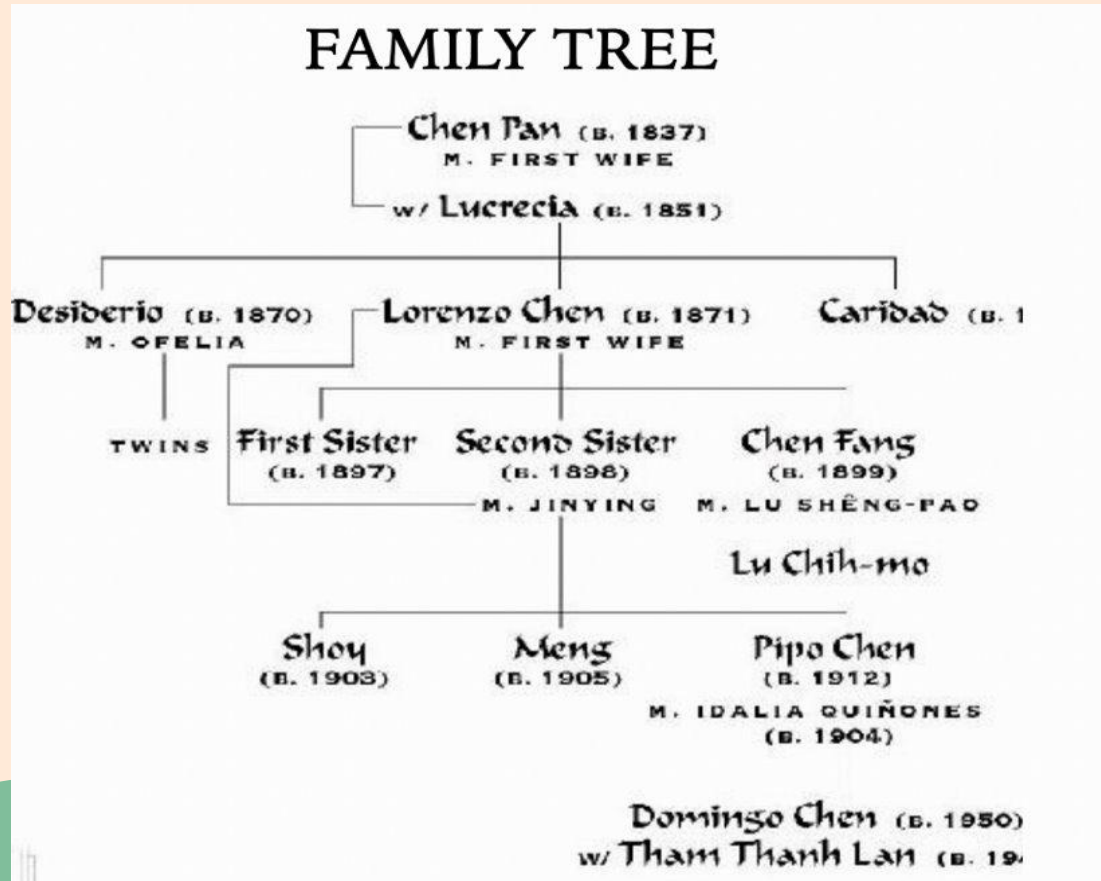 FAMILY TREE
Chen Pan (B. 1837)
M. FIRST WIFE
w/ Lucrecia (B. 1851)
Desiderio (B. 1870) Lorenzo Chen (B. 1871) Caridad (B. 1
M. OFELIA M. FIRST WIFE
TWINS First Sister Second Sister Chen Fang
(B. 1897) (B. 1898) (B. 1899)
M. JINYING M. LU SHÊNG-PAO
Lu Chih-mo
Shoy Meng Pipo Chen
(B. 1903) (B. 1905) (B. 1912)
M. IDALIA QUIÑONES
(B. 1904)
Domingo Chen (B. 1950)
w/ Tham Thanh Lan (B. 19